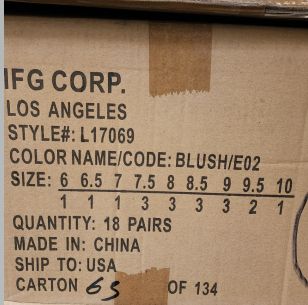 MFG CORP.
LOS ANGELES
STYLE#: L17069
COLOR NAME/CODE: BLUSH/E02
SIZE: 6 6.5 7 7.5 8 8.5 9 9.5 10
1 1 1 3 3 3 3 2 1
QUANTITY: 18 PAIRS
MADE IN: CHINA
SHIP TO: USA
CARTON 65 OF 134